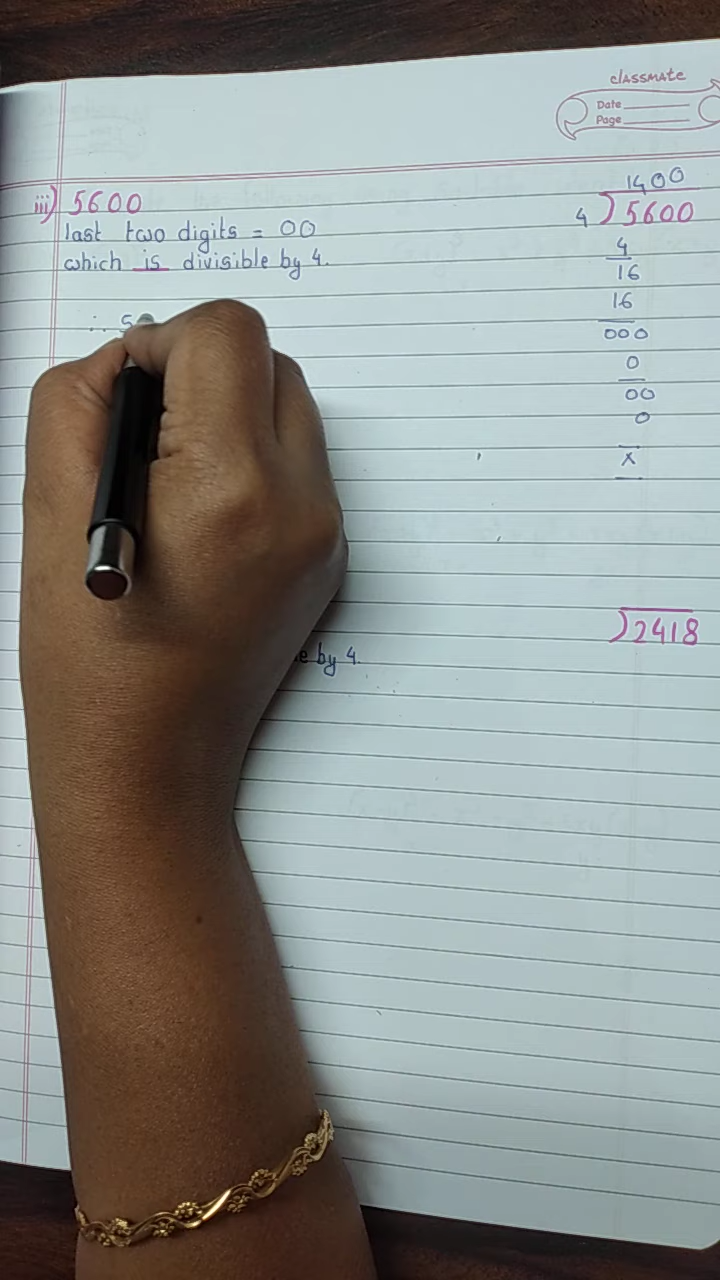 classmate
Date
Page
iii) 5600
last two digits = 00
which is divisible by 4.
∴ 5
by 4.
1400
4 ) 5600
4
16
16
000
0
00
0
x
) 2418